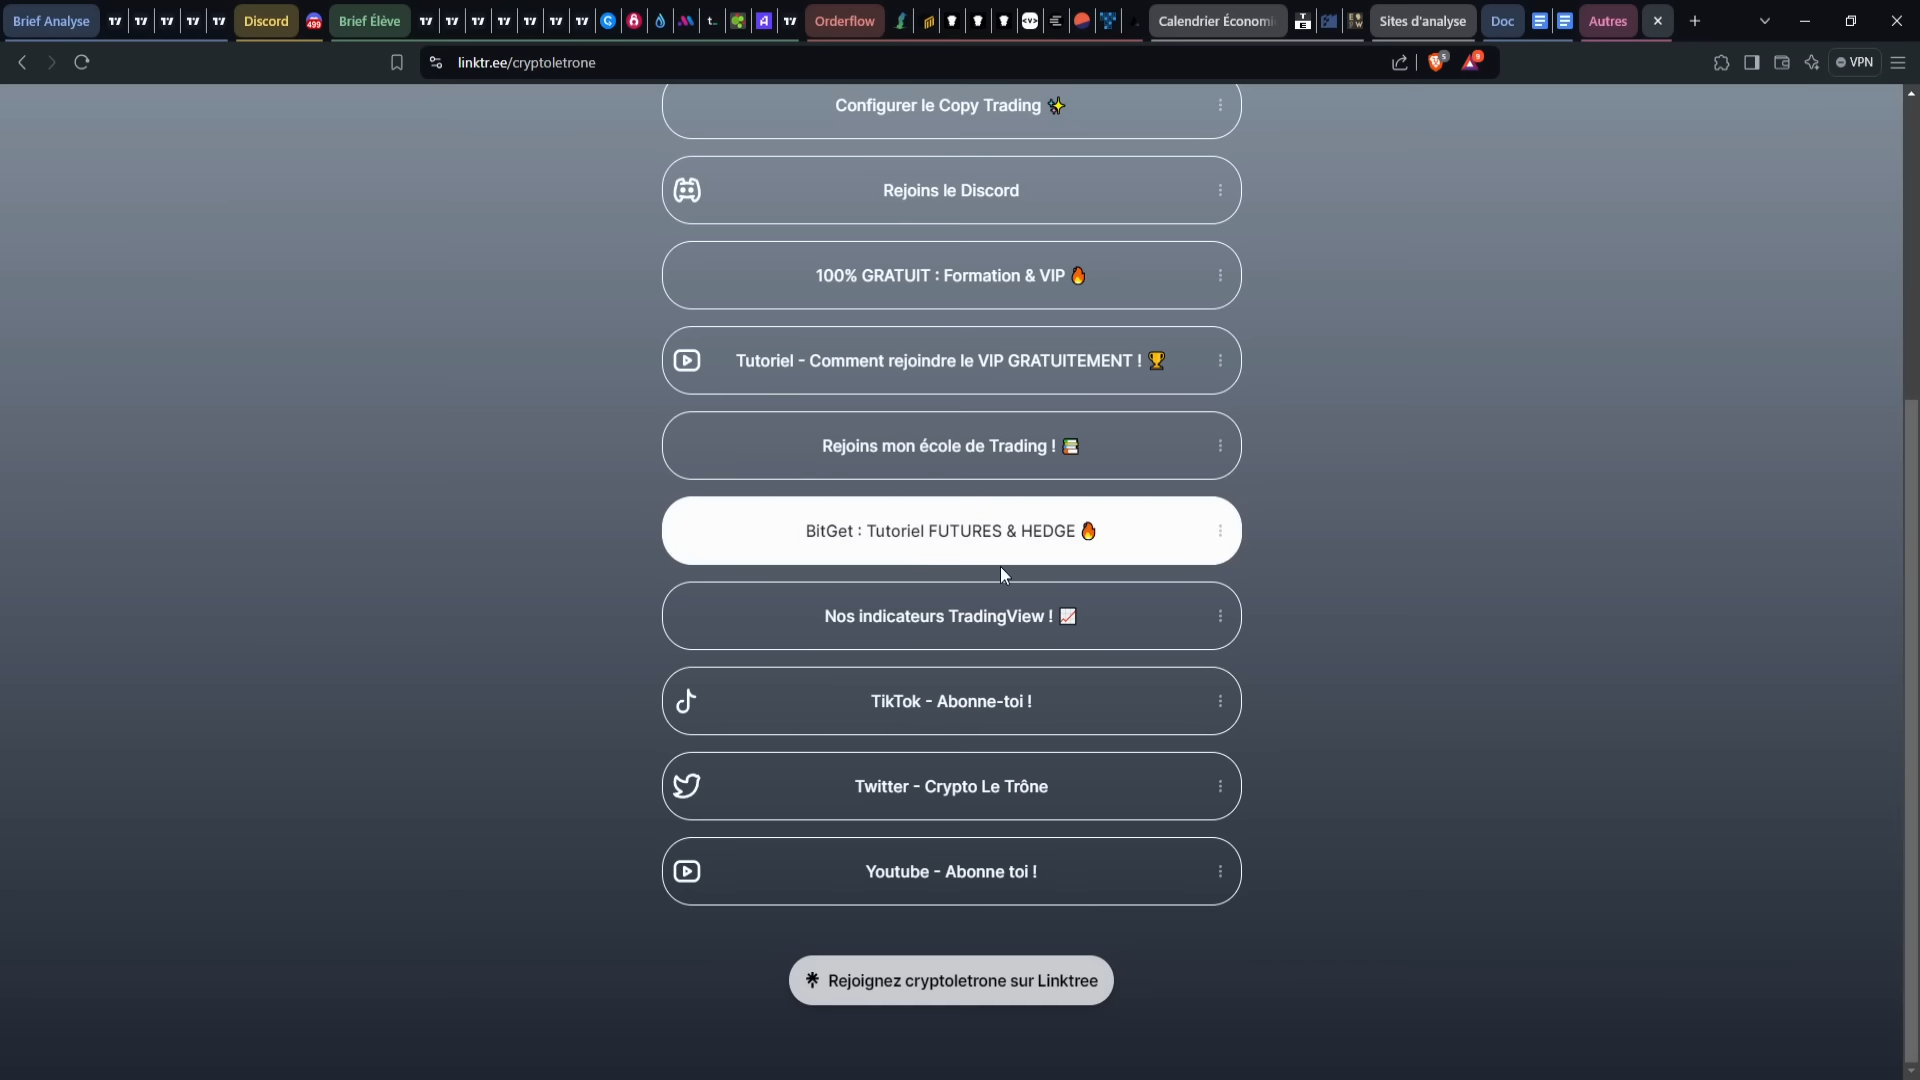 Brief Analyse
Discord
499
Brief Élève
Orderflow
Calendrier Économi
Sites d'analyse
Doc
Autres
linktr.ee/cryptoletrone
5
9
VPN
Configurer le Copy Trading ✨
Rejoins le Discord
100% GRATUIT : Formation & VIP 🔥
Tutoriel - Comment rejoindre le VIP GRATUITEMENT ! 🏆
Rejoins mon école de Trading ! 📚
BitGet : Tutoriel FUTURES & HEDGE 🔥
Nos indicateurs TradingView ! 📈
TikTok - Abonne-toi !
Twitter - Crypto Le Trône
Youtube - Abonne toi !
Rejoignez cryptoletrone sur Linktree